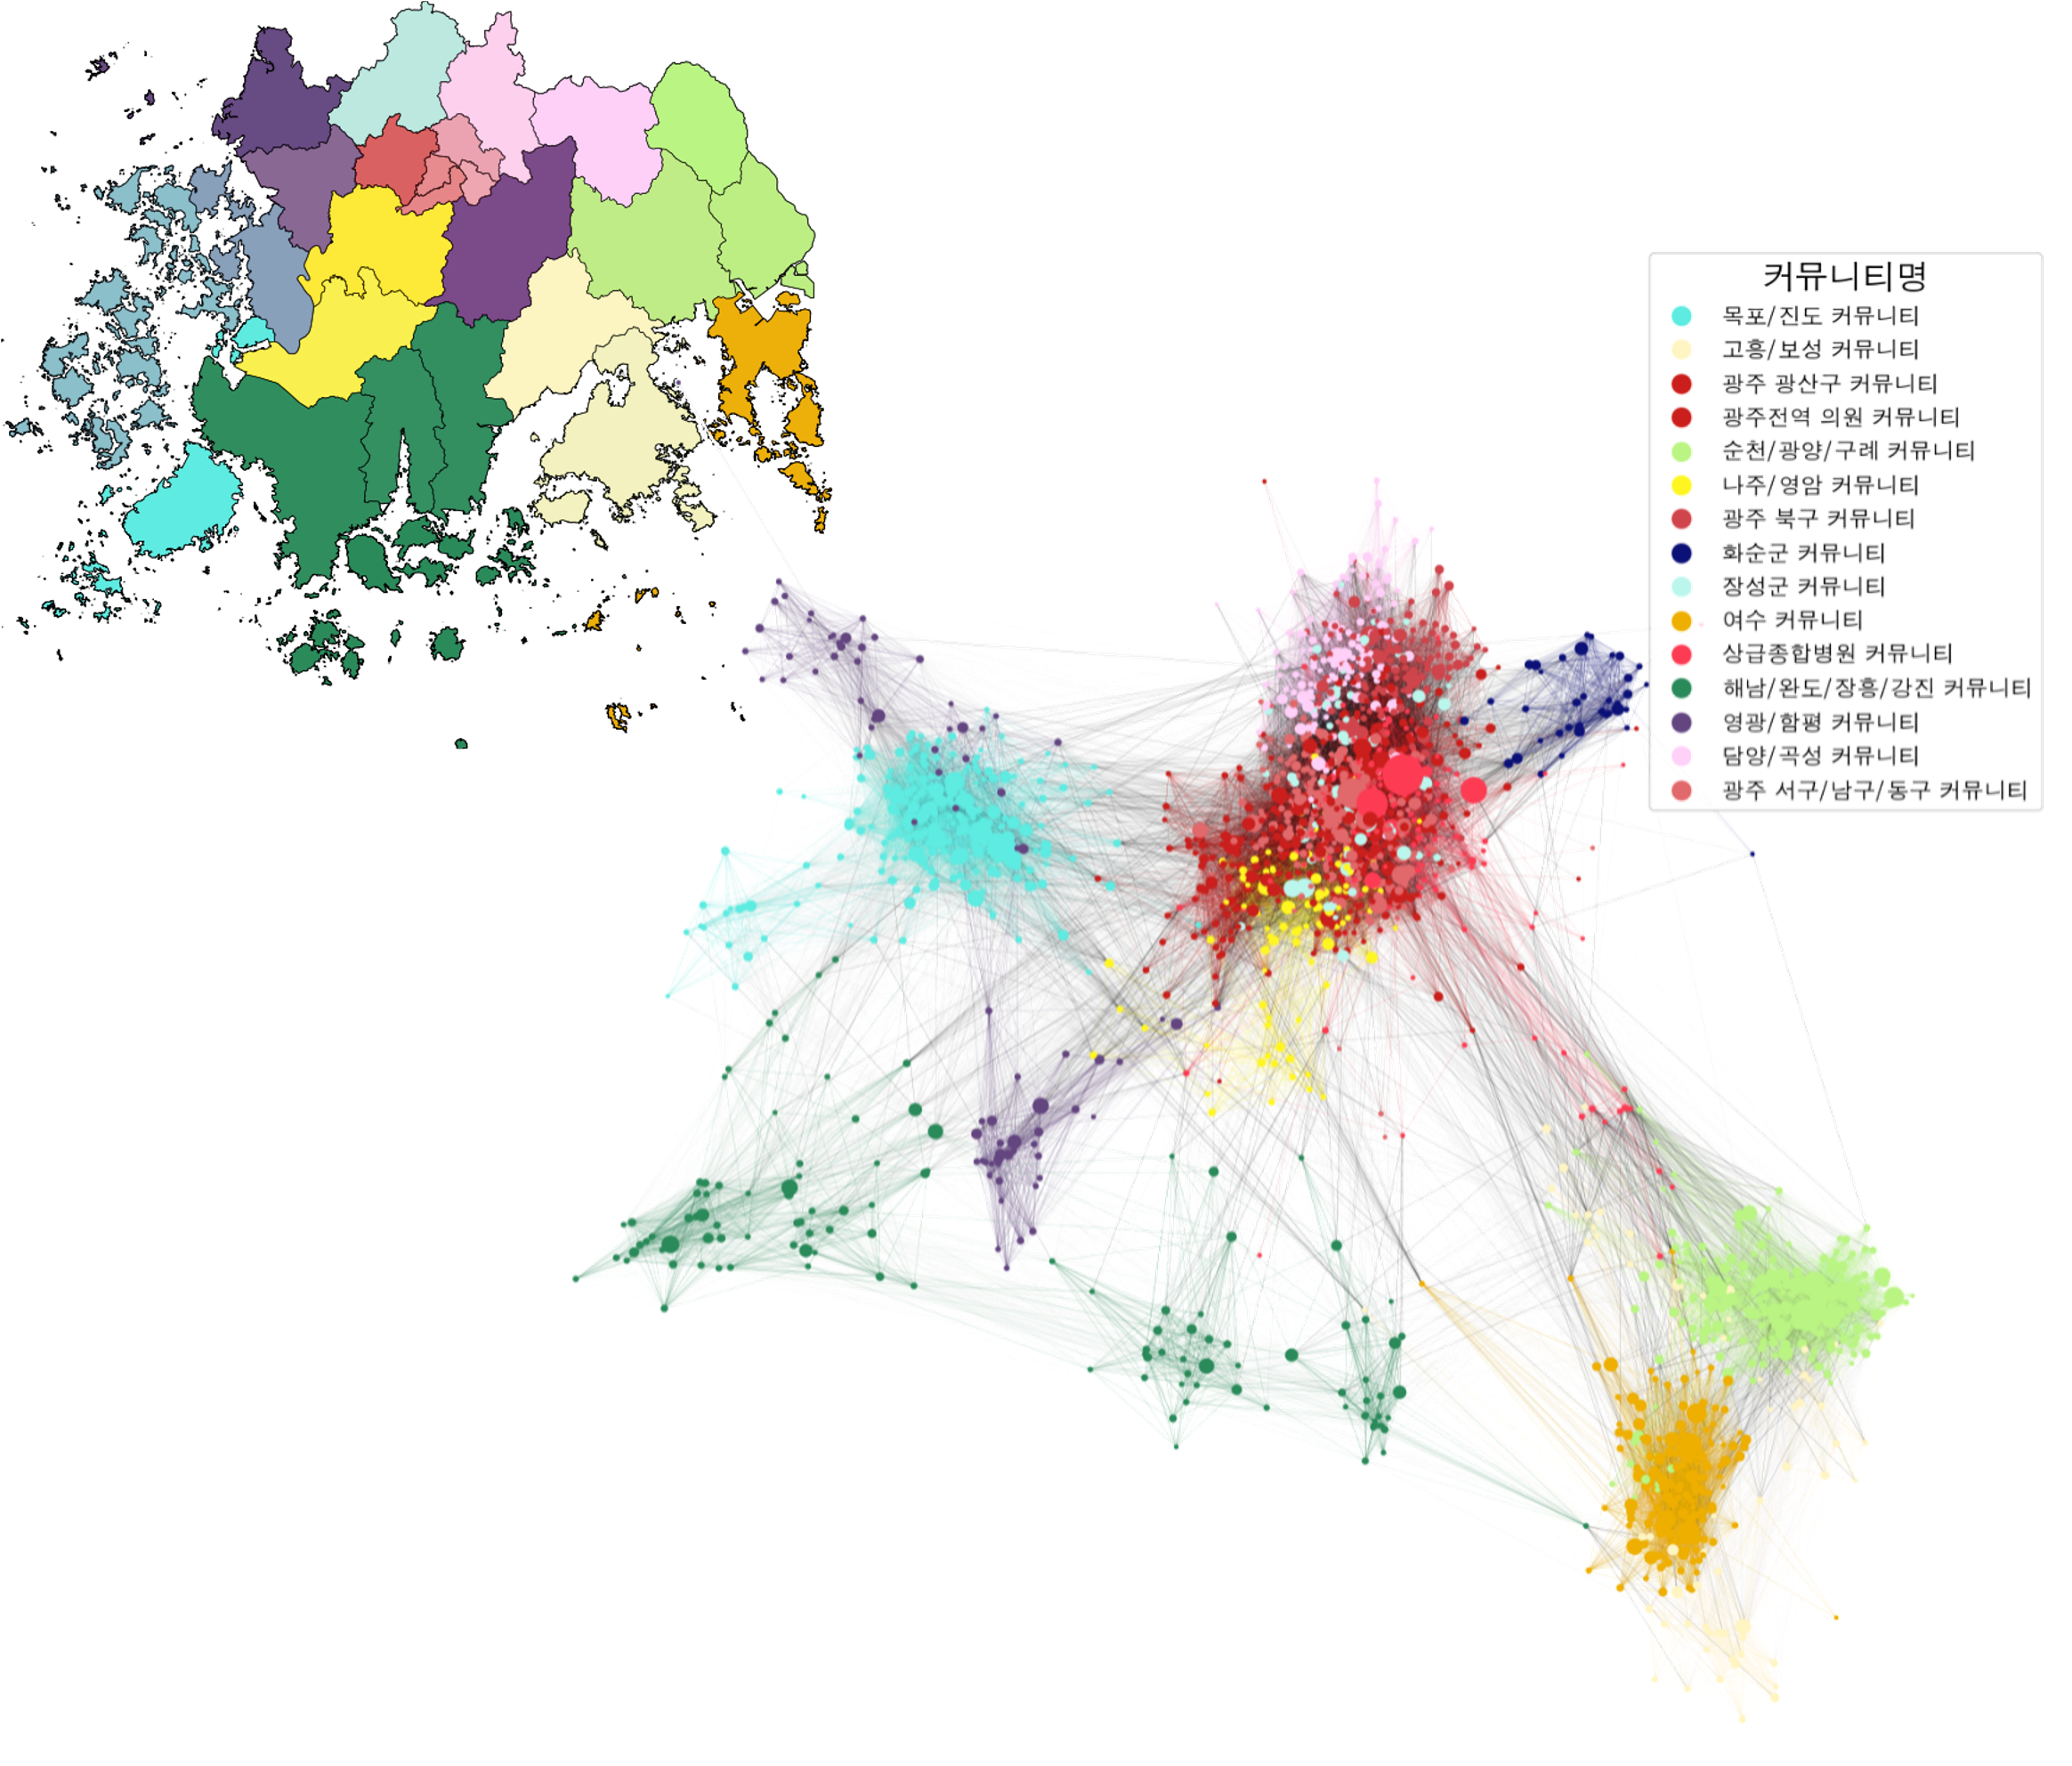 커뮤니티명
목포/진도 커뮤니티
고흥/보성 커뮤니티
광주 광산구 커뮤니티
광주전역 의원 커뮤니티
순천/광양/구례 커뮤니티
나주/영암 커뮤니티
광주 북구 커뮤니티
화순군 커뮤니티
장성군 커뮤니티
여수 커뮤니티
상급종합병원 커뮤니티
해남/완도/장흥/강진 커뮤니티
영광/함평 커뮤니티
담양/곡성 커뮤니티
광주 서구/남구/동구 커뮤니티